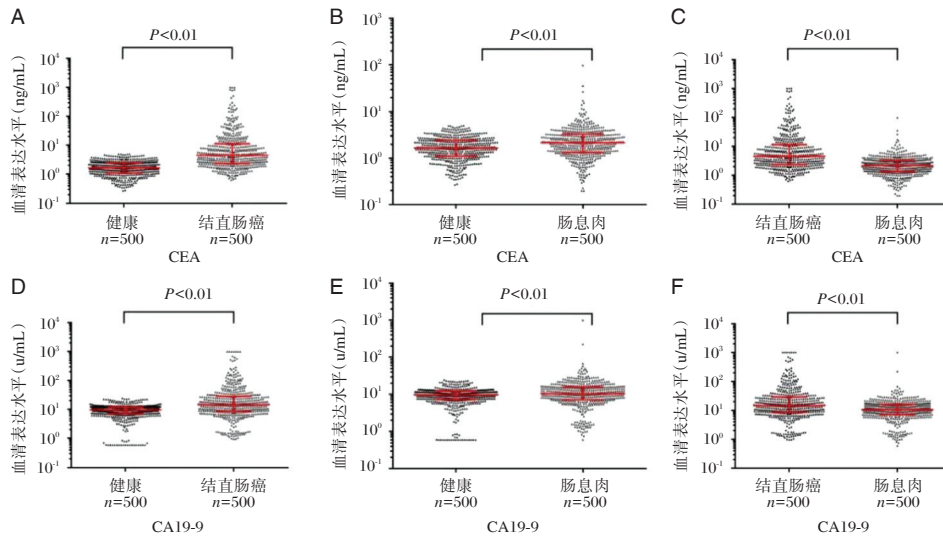 A
P<0.01
血清表达水平(ng/mL)
10⁴
10³
10²
10¹
10⁰
10⁻¹
健康
n=500
结直肠癌
n=500
CEA
B
P<0.01
血清表达水平(ng/mL)
10³
10²
10¹
10⁰
10⁻¹
健康
n=500
肠息肉
n=500
CEA
C
P<0.01
血清表达水平(ng/mL)
10⁴
10³
10²
10¹
10⁰
10⁻¹
结直肠癌
n=500
肠息肉
n=500
CEA
D
P<0.01
血清表达水平(u/mL)
10⁴
10³
10²
10¹
10⁰
10⁻¹
健康
n=500
结直肠癌
n=500
CA19-9
E
P<0.01
血清表达水平(u/mL)
10³
10²
10¹
10⁰
10⁻¹
健康
n=500
肠息肉
n=500
CA19-9
F
P<0.01
血清表达水平(u/mL)
10⁴
10³
10²
10¹
10⁰
10⁻¹
结直肠癌
n=500
肠息肉
n=500
CA19-9